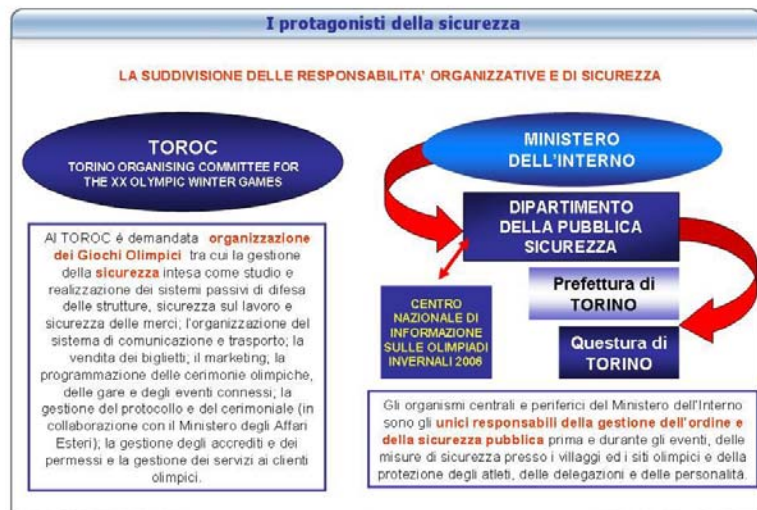 I protagonisti della sicurezza
LA SUDDIVISIONE DELLE RESPONSABILITA' ORGANIZZATIVE E DI SICUREZZA
TOROC
TORINO ORGANISING COMMITTEE FOR
THE XX OLYMPIC WINTER GAMES
Al TOROC é demandata organizzazione
dei Giochi Olimpici tra cui la gestione
della sicurezza intesa come studio e
realizzazione dei sistemi passivi di difesa
delle strutture, sicurezza sul lavoro e
sicurezza delle merci; l'organizzazione del
sistema di comunicazione e trasporto; la
vendita dei biglietti; il marketing; la
programmazione delle cerimonie olimpiche,
delle gare e degli eventi connessi; la
gestione del protocollo e del cerimoniale (in
collaborazione con il Ministero degli Affari
Esteri); la gestione degli accrediti e dei
permessi e la gestione dei servizi ai clienti
olimpici.
MINISTERO
DELL'INTERNO
DIPARTIMENTO
DELLA PUBBLICA
SICUREZZA
Prefettura di
TORINO
Questura di
TORINO
CENTRO
NAZIONALE DI
INFORMAZIONE
SULLE OLIMPIADI
INVERNALI 2006
Gli organismi centrali e periferici del Ministero dell'Interno
sono gli unici responsabili della gestione dell'ordine e
della sicurezza pubblica prima e durante gli eventi, delle
misure di sicurezza presso i villaggi ed i siti olimpici e della
protezione degli atleti, delle delegazioni e delle personalità.